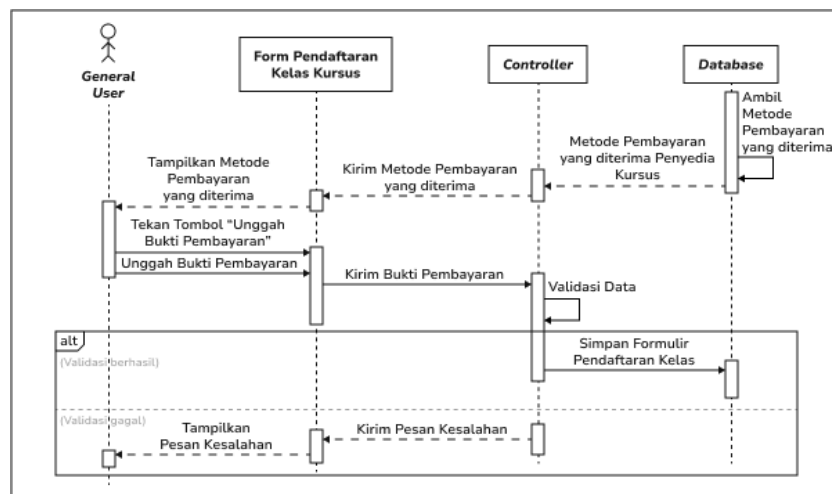 General
User
Form Pendaftaran
Kelas Kursus
Controller
Database
Ambil
Metode
Pembayaran
yang diterima
Metode Pembayaran
yang diterima Penyedia
Kursus
Kirim Metode Pembayaran
yang diterima
Tampilkan Metode
Pembayaran
yang diterima
Tekan Tombol “Unggah
Bukti Pembayaran”
Unggah Bukti Pembayaran
Kirim Bukti Pembayaran
Validasi Data
alt
(Validasi berhasil)
Simpan Formulir
Pendaftaran Kelas
(Validasi gagal)
Kirim Pesan Kesalahan
Tampilkan
Pesan Kesalahan